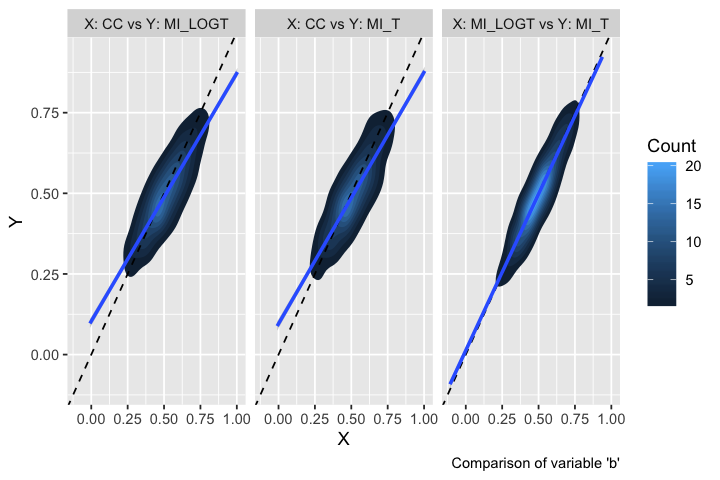 X: CC vs Y: MI_LOGT
X: CC vs Y: MI_T
X: MI_LOGT vs Y: MI_T
Y
0.75
0.50
0.25
0.00
0.00 0.25 0.50 0.75 1.00
0.00 0.25 0.50 0.75 1.00
0.00 0.25 0.50 0.75 1.00
X
Count
20
15
10
5
Comparison of variable 'b'